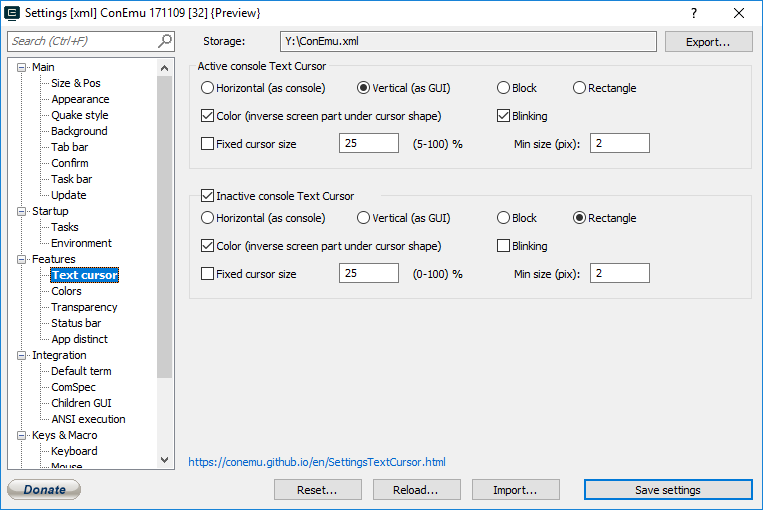 Settings [xml] ConEmu 171109 [32] {Preview}
?
Search (Ctrl+F)
Storage:
Y:\ConEmu.xml
Export...
Main
Size & Pos
Appearance
Quake style
Background
Tab bar
Confirm
Task bar
Update
Startup
Tasks
Environment
Features
Text cursor
Colors
Transparency
Status bar
App distinct
Integration
Default term
ComSpec
Children GUI
ANSI execution
Keys & Macro
Keyboard
Mouse
Active console Text Cursor
Horizontal (as console) Vertical (as GUI) Block Rectangle
Color (inverse screen part under cursor shape) Blinking
Fixed cursor size 25 (5-100) % Min size (pix): 2
Inactive console Text Cursor
Horizontal (as console) Vertical (as GUI) Block Rectangle
Color (inverse screen part under cursor shape) Blinking
Fixed cursor size 25 (0-100) % Min size (pix): 2
https://conemu.github.io/en/SettingsTextCursor.html
Donate Reset... Reload... Import... Save settings